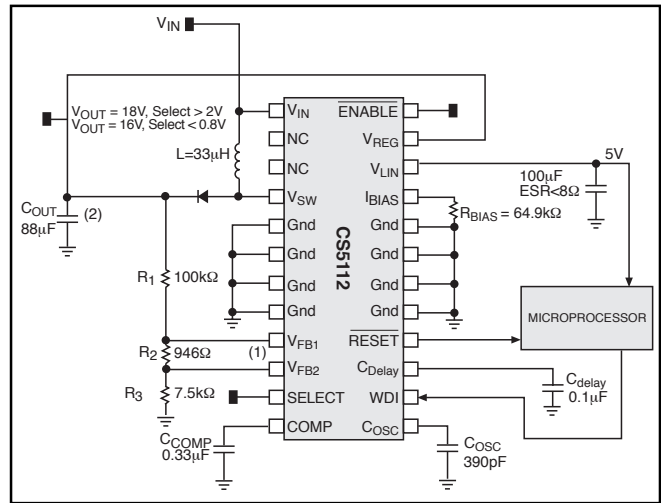 VIN
VOUT = 18V, Select > 2V
VOUT = 16V, Select < 0.8V
L=33µH
COUT
88µF
(2)
R1 100kΩ
R2 946Ω
(1)
R3 7.5kΩ
CCOMP
0.33µF
VIN
NC
NC
VSW
Gnd
Gnd
Gnd
Gnd
VFB1
VFB2
SELECT
COMP
CS5112
ENABLE
VREG
VLIN
IBIAS
Gnd
Gnd
Gnd
Gnd
RESET
CDelay
WDI
COSC
5V
100µF
ESR<8Ω
RBIAS = 64.9kΩ
MICROPROCESSOR
Cdelay
0.1µF
COSC
390pF